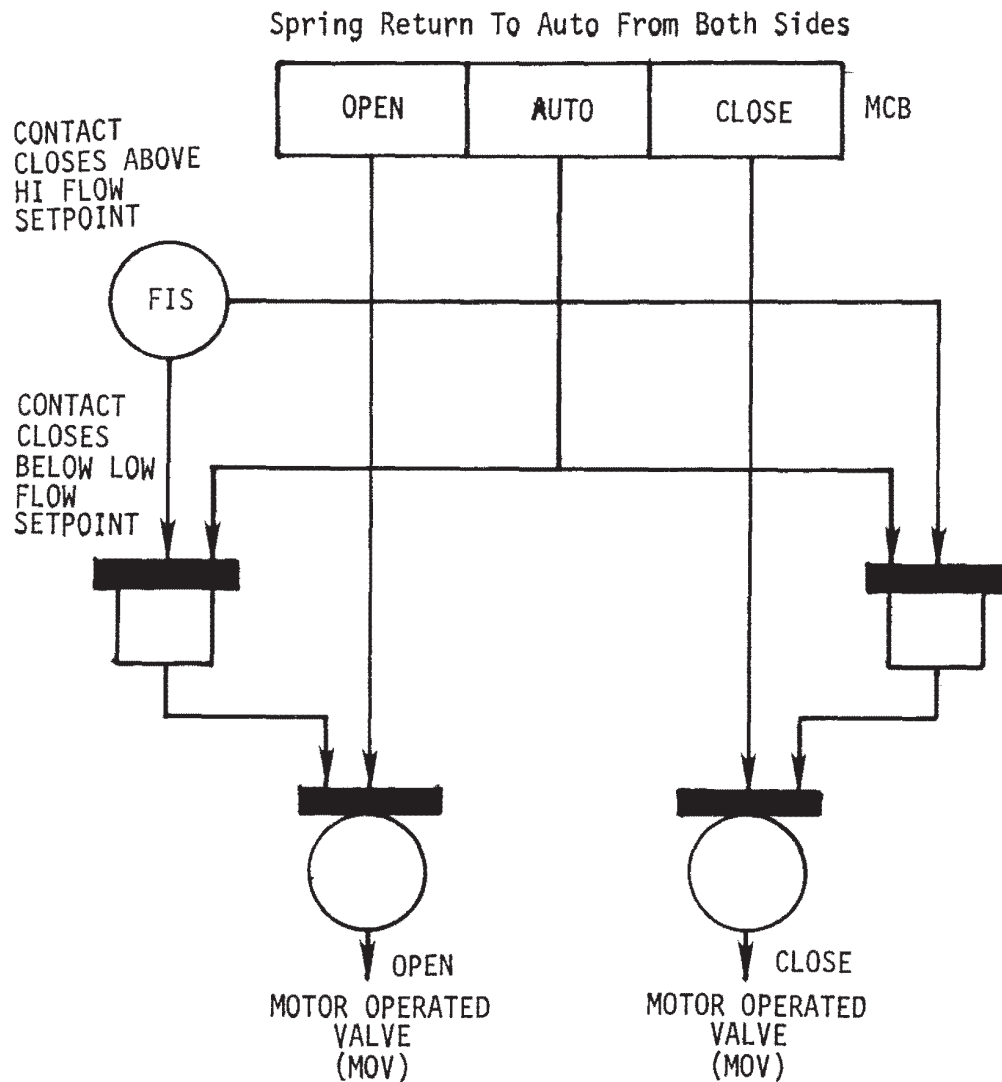 Spring Return To Auto From Both Sides
OPEN
AUTO
CLOSE
MCB
CONTACT
CLOSES ABOVE
HI FLOW
SETPOINT
FIS
CONTACT
CLOSES
BELOW LOW
FLOW
SETPOINT
OPEN
MOTOR OPERATED
VALVE
(MOV)
CLOSE
MOTOR OPERATED
VALVE
(MOV)